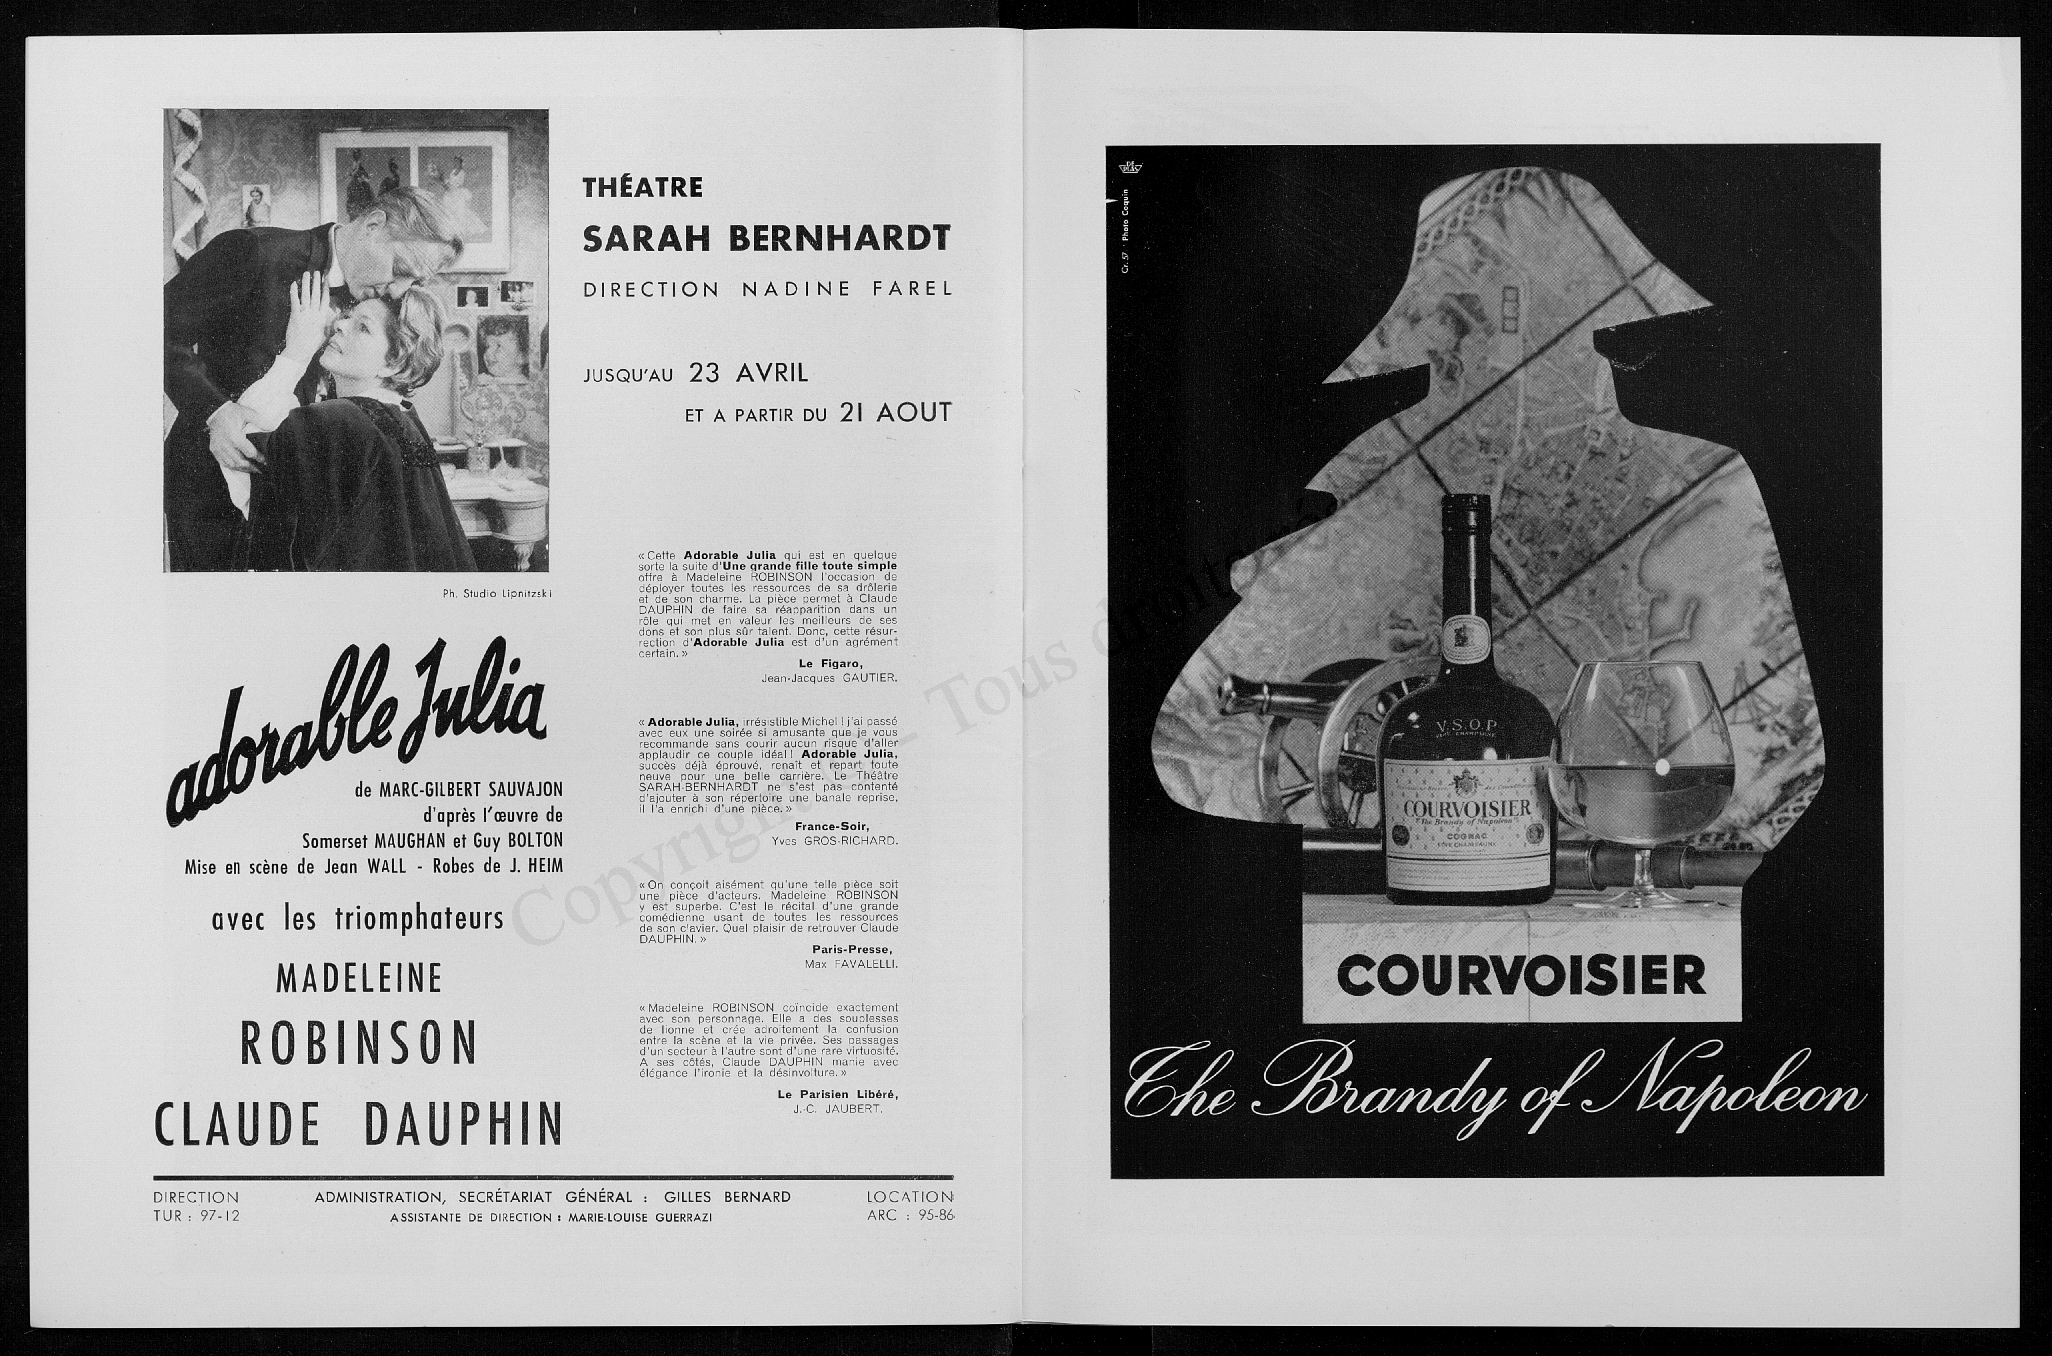 THÉATRE
SARAH BERNHARDT
DIRECTION NADINE FAREL
JUSQU'AU 23 AVRIL
ET A PARTIR DU 21 AOUT
Ph. Studio Lipnitzski
adorable Julia
de MARC-GILBERT SAUVAJON
d'après l'œuvre de
Somerset MAUGHAN et Guy BOLTON
Mise en scène de Jean WALL - Robes de J. HEIM
avec les triomphateurs
MADELEINE
ROBINSON
CLAUDE DAUPHIN
« Cette Adorable Julia qui est en quelque
sorte la suite d'Une grande fille toute simple
offre à Madeleine ROBINSON l'occasion de
déployer toutes les ressources de sa drôlerie
et de son charme. La pièce permet à Claude
DAUPHIN de faire sa réapparition dans un
rôle qui met en valeur les meilleurs de ses
dons et son plus sûr talent. Donc, cette résur-
rection d'Adorable Julia est d'un agrément
certain. »
Le Figaro,
Jean-Jacques GAUTIER.
« Adorable Julia, irrésistible Michel ! j'ai passé
avec eux une soirée si amusante que je vous
recommande sans courir aucun risque d'aller
applaudir ce couple idéal ! Adorable Julia,
succès déjà éprouvé, renaît et repart toute
neuve pour une belle carrière. Le Théâtre
SARAH-BERNHARDT ne s'est pas contenté
d'ajouter à son répertoire une banale reprise,
il l'a enrichi d'une pièce. »
France-Soir,
Yves GROS-RICHARD.
« On conçoit aisément qu'une telle pièce soit
une pièce d'acteurs. Madeleine ROBINSON
y est superbe. C'est le récital d'une grande
comédienne usant de toutes les ressources
de son clavier. Quel plaisir de retrouver Claude
DAUPHIN. »
Paris-Presse,
Max FAVALELLI.
« Madeleine ROBINSON coïncide exactement
avec son personnage. Elle a des souplesses
de lionne et crée adroitement la confusion
entre la scène et la vie privée. Ses passages
d'un secteur à l'autre sont d'une rare virtuosité.
A ses côtés, Claude DAUPHIN manie avec
élégance l'ironie et la désinvolture. »
Le Parisien Libéré,
J.-C. JAUBERT.
DIRECTION
TUR : 97-12
ADMINISTRATION, SECRÉTARIAT GÉNÉRAL : GILLES BERNARD
ASSISTANTE DE DIRECTION : MARIE-LOUISE GUERRAZI
LOCATION
ARC : 95-86
Copyright - Tous droits
Cr. 57 - Photo Coquin
V.S.O.P
FINE CHAMPAGNE
COURVOISIER
"The Brandy of Napoleon"
COGNAC
FINE CHAMPAGNE
COURVOISIER
The Brandy of Napoleon